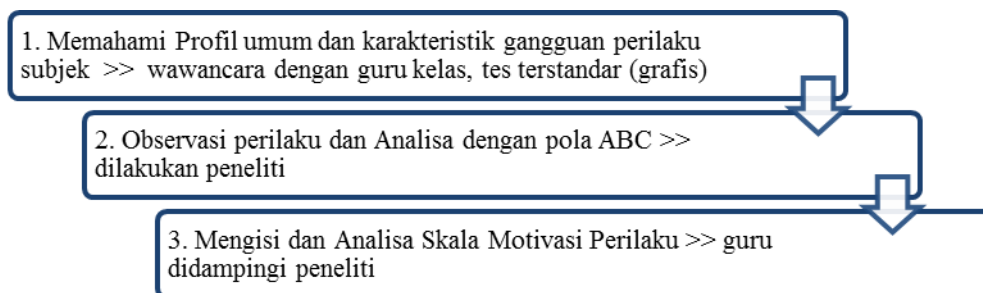 1. Memahami Profil umum dan karakteristik gangguan perilaku
subjek >> wawancara dengan guru kelas, tes terstandar (grafis)
2. Observasi perilaku dan Analisa dengan pola ABC >>
dilakukan peneliti
3. Mengisi dan Analisa Skala Motivasi Perilaku >> guru
didampingi peneliti